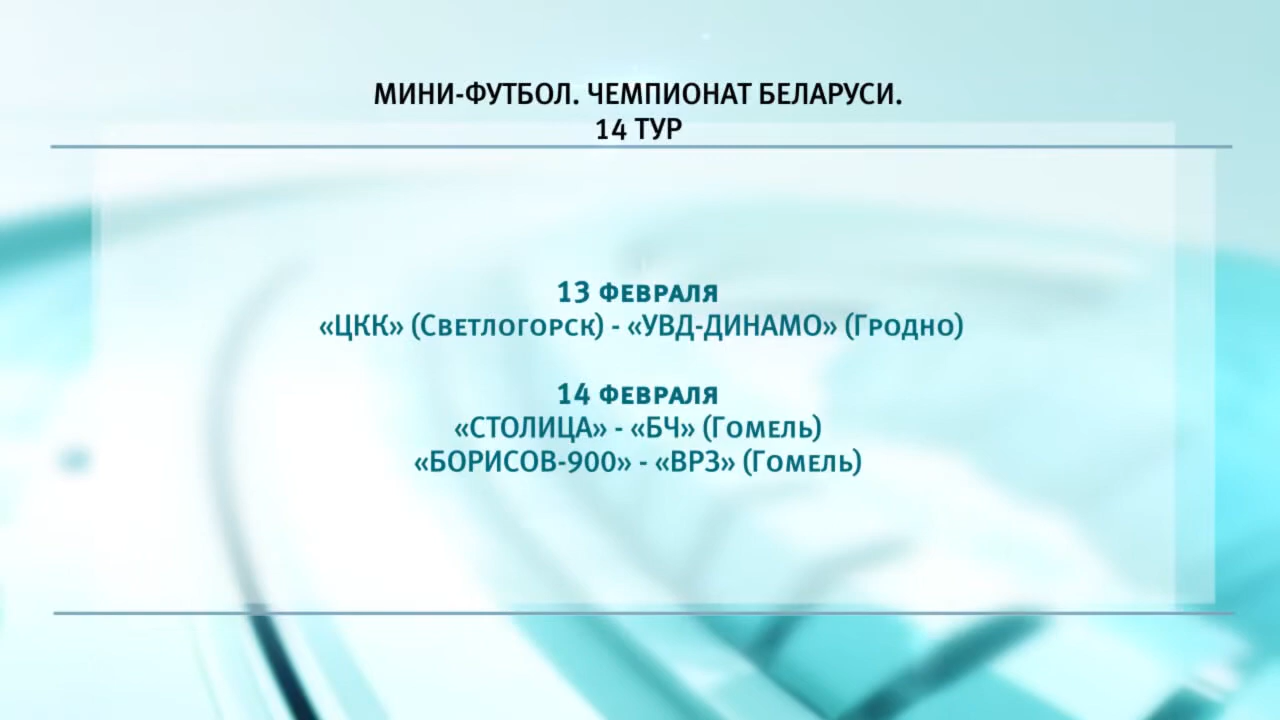 МИНИ-ФУТБОЛ. ЧЕМПИОНАТ БЕЛАРУСИ.
14 ТУР
13 ФЕВРАЛЯ
«ЦКК» (Светлогорск) - «УВД-ДИНАМО» (Гродно)
14 ФЕВРАЛЯ
«СТОЛИЦА» - «БЧ» (Гомель)
«БОРИСОВ-900» - «ВРЗ» (Гомель)